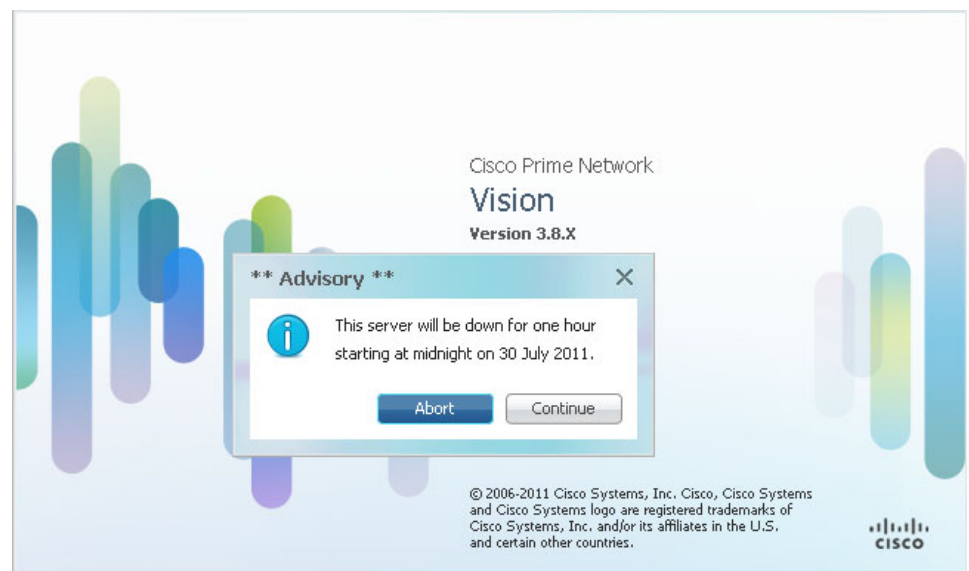 Cisco Prime Network
Vision
Version 3.8.X
** Advisory **
This server will be down for one hour
starting at midnight on 30 July 2011.
Abort
Continue
© 2006-2011 Cisco Systems, Inc. Cisco, Cisco Systems
and Cisco Systems logo are registered trademarks of
Cisco Systems, Inc. and/or its affiliates in the U.S.
and certain other countries.
CISCO